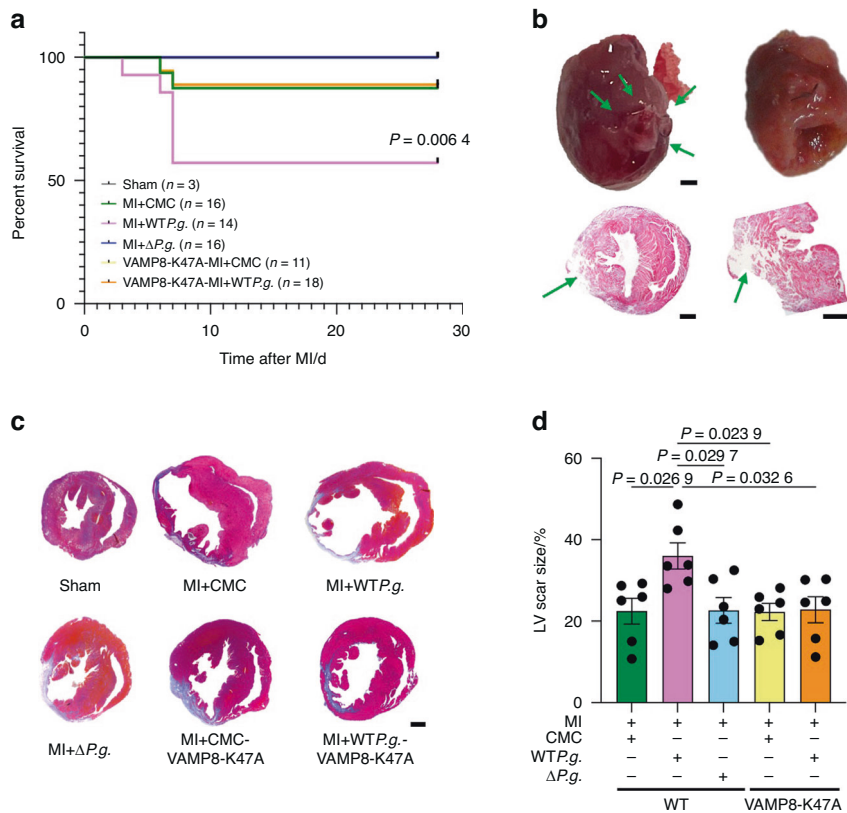 a
Percent survival
100
50
0
P = 0.006 4
Sham (n = 3)
MI+CMC (n = 16)
MI+WTP.g. (n = 14)
MI+ΔP.g. (n = 16)
VAMP8-K47A-MI+CMC (n = 11)
VAMP8-K47A-MI+WTP.g. (n = 18)
0 10 20 30
Time after MI/d
b
c
Sham MI+CMC MI+WTP.g.
MI+ΔP.g. MI+CMC- MI+WTP.g.-
VAMP8-K47A VAMP8-K47A
d
P = 0.023 9
P = 0.029 7
P = 0.026 9 P = 0.032 6
LV scar size/%
60
40
20
0
MI + + + + +
CMC + – – + –
WTP.g. – + – – +
ΔP.g. – – + – –
WT VAMP8-K47A